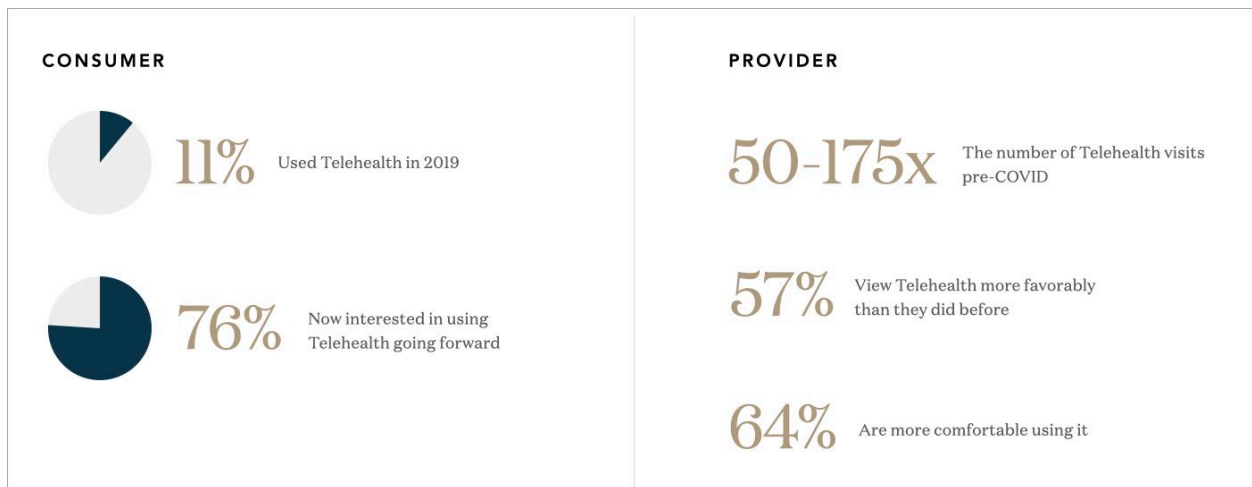 CONSUMER
11%
Used Telehealth in 2019
76%
Now interested in using
Telehealth going forward
PROVIDER
50-175x
The number of Telehealth visits
pre-COVID
57%
View Telehealth more favorably
than they did before
64%
Are more comfortable using it